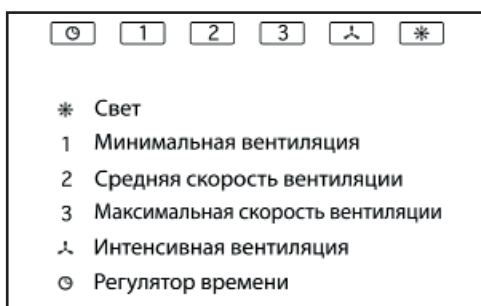 1 2 3
Свет
1 Минимальная вентиляция
2 Средняя скорость вентиляции
3 Максимальная скорость вентиляции
Интенсивная вентиляция
Регулятор времени